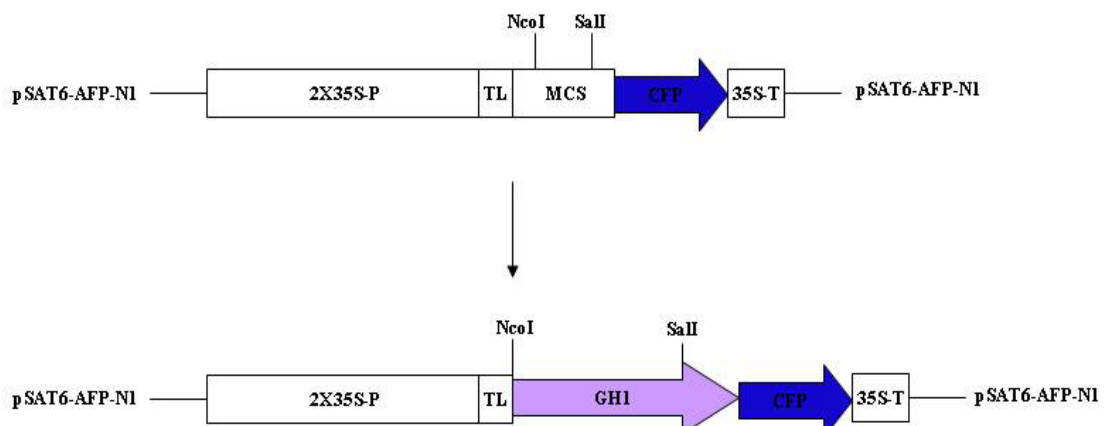 NcoI SalI
pSAT6-AFP-N1 2X35S-P TL MCS CFP 35S-T pSAT6-AFP-N1
NcoI SalI
pSAT6-AFP-N1 2X35S-P TL GH1 CFP 35S-T pSAT6-AFP-N1